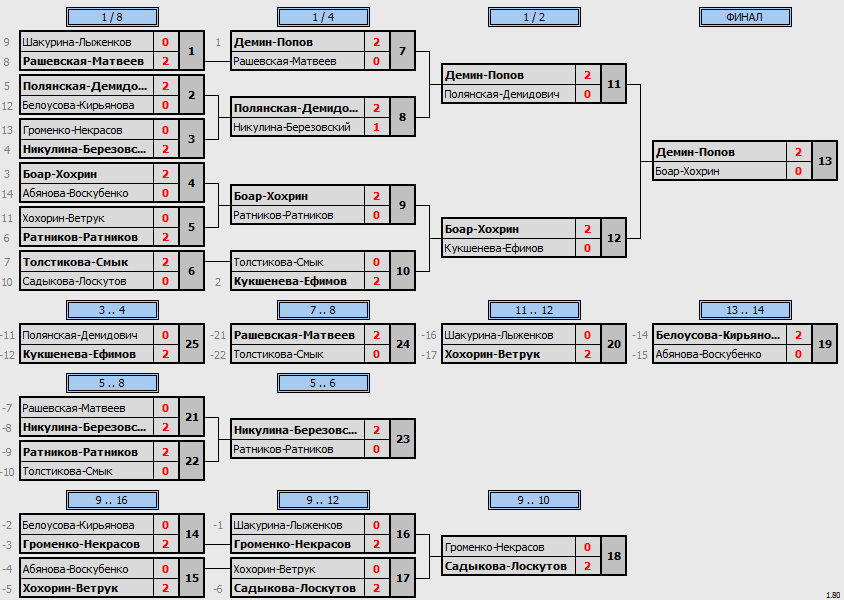 1 / 8
1 / 4
1 / 2
ФИНАЛ
9 Шакурина-Лыженков 0
8 Рашевская-Матвеев 2
1
5 Полянская-Демидо... 2
12 Белоусова-Кирьянова 0
2
13 Громенко-Некрасов 0
4 Никулина-Березовс... 2
3
3 Боар-Хохрин 2
14 Абянова-Воскубенко 0
4
11 Хохорин-Ветрук 0
6 Ратников-Ратников 2
5
7 Толстикова-Смык 2
10 Садыкова-Лоскутов 0
6
1 Демин-Попов 2
Рашевская-Матвеев 0
7
Полянская-Демидо... 2
Никулина-Березовский 1
8
Боар-Хохрин 2
Ратников-Ратников 0
9
Толстикова-Смык 0
2 Кукшенева-Ефимов 2
10
Демин-Попов 2
Полянская-Демидович 0
11
Боар-Хохрин 2
Кукшенева-Ефимов 0
12
Демин-Попов 2
Боар-Хохрин 0
13
3 .. 4
7 .. 8
11 .. 12
13 .. 14
-11 Полянская-Демидович 0
-12 Кукшенева-Ефимов 2
25
-21 Рашевская-Матвеев 2
-22 Толстикова-Смык 0
24
-16 Шакурина-Лыженков 0
-17 Хохорин-Ветрук 2
20
-14 Белоусова-Кирьяно... 2
-15 Абянова-Воскубенко 0
19
5 .. 8
5 .. 6
-7 Рашевская-Матвеев 0
-8 Никулина-Березовс... 2
21
-9 Ратников-Ратников 2
-10 Толстикова-Смык 0
22
Никулина-Березовс... 2
Ратников-Ратников 0
23
9 .. 16
9 .. 12
9 .. 10
-2 Белоусова-Кирьянова 0
-3 Громенко-Некрасов 2
14
-4 Абянова-Воскубенко 0
-5 Хохорин-Ветрук 2
15
-1 Шакурина-Лыженков 0
Громенко-Некрасов 2
16
Хохорин-Ветрук 0
-6 Садыкова-Лоскутов 2
17
Громенко-Некрасов 0
Садыкова-Лоскутов 2
18
1.80